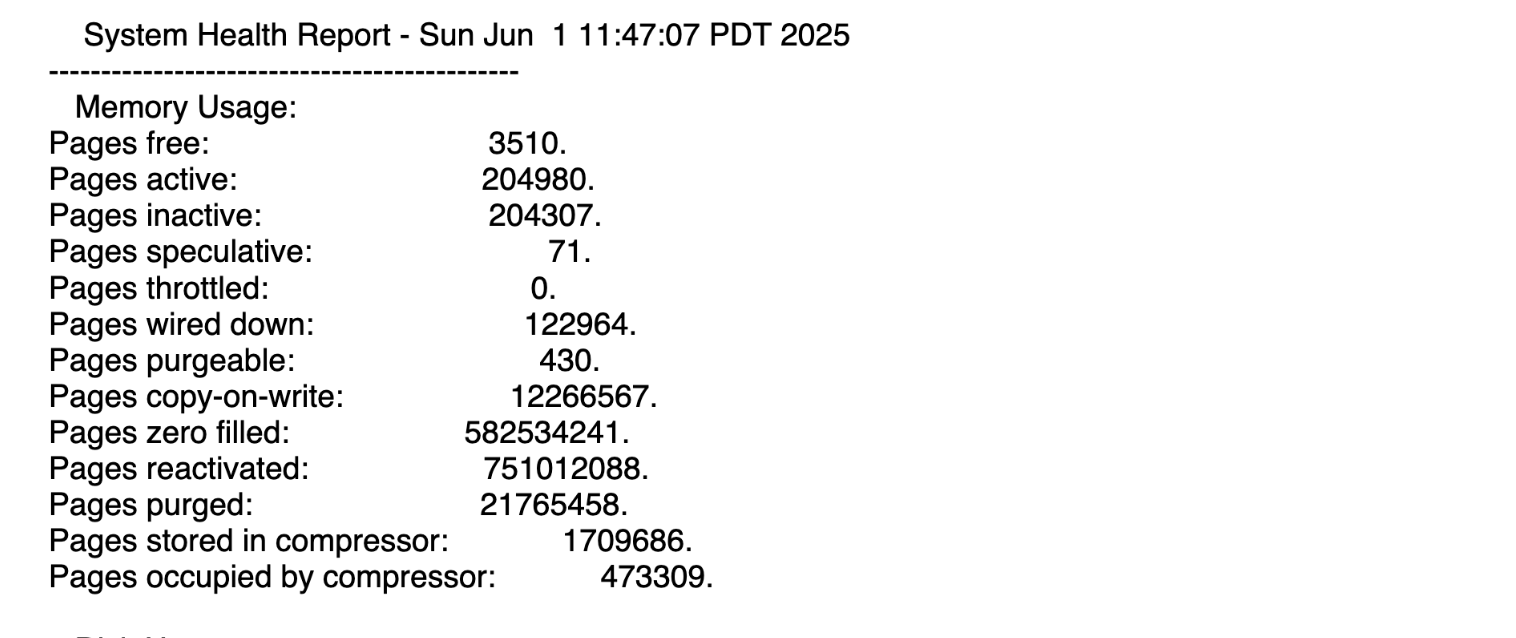 System Health Report - Sun Jun  1 11:47:07 PDT 2025
---------------------------------------------
Memory Usage:
Pages free: 3510.
Pages active: 204980.
Pages inactive: 204307.
Pages speculative: 71.
Pages throttled: 0.
Pages wired down: 122964.
Pages purgeable: 430.
Pages copy-on-write: 12266567.
Pages zero filled: 582534241.
Pages reactivated: 751012088.
Pages purged: 21765458.
Pages stored in compressor: 1709686.
Pages occupied by compressor: 473309.